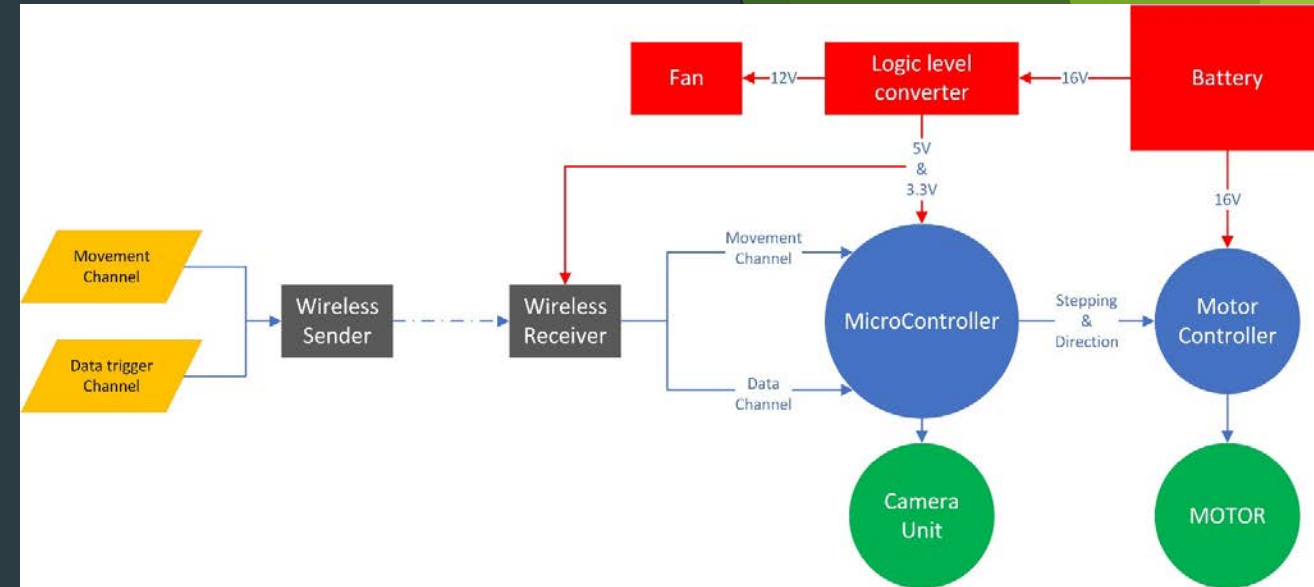 Fan
12V
Logic level
converter
16V
Battery
5V
&
3.3V
16V
Movement
Channel
Data trigger
Channel
Wireless
Sender
Wireless
Receiver
Movement
Channel
Data
Channel
MicroController
Stepping
&
Direction
Motor
Controller
Camera
Unit
MOTOR